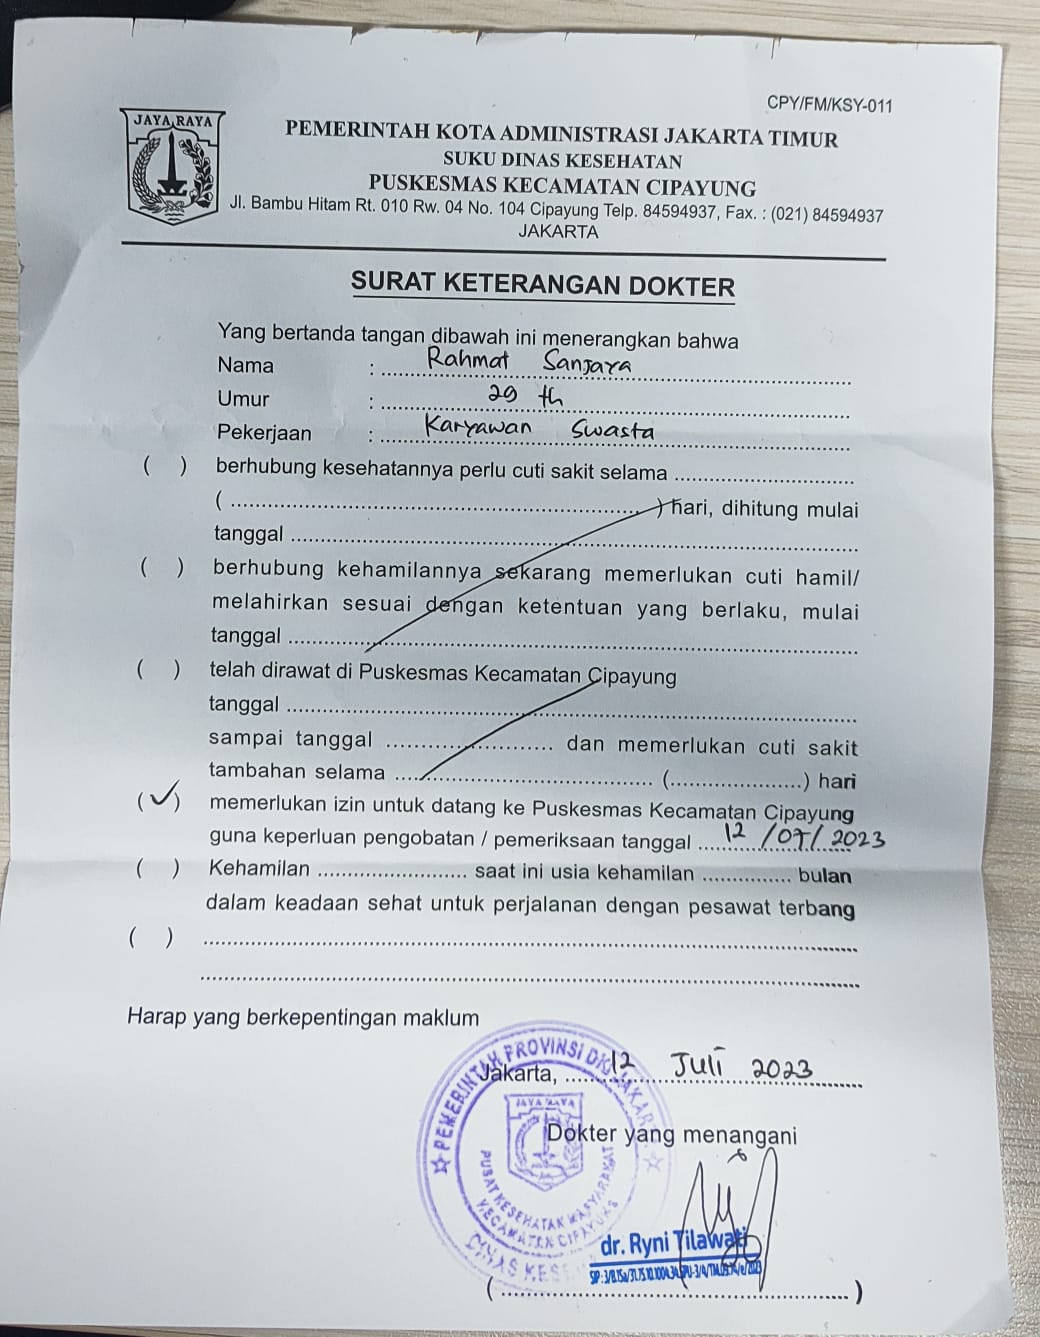 CPY/FM/KSY-011
JAYA RAYA
PEMERINTAH KOTA ADMINISTRASI JAKARTA TIMUR
SUKU DINAS KESEHATAN
PUSKESMAS KECAMATAN CIPAYUNG
Jl. Bambu Hitam Rt. 010 Rw. 04 No. 104 Cipayung Telp. 84594937, Fax. : (021) 84594937
JAKARTA
SURAT KETERANGAN DOKTER
Yang bertanda tangan dibawah ini menerangkan bahwa
Nama : Rahmat Sanjaya
Umur : 29 th
Pekerjaan : Karyawan Swasta
( ) berhubung kesehatannya perlu cuti sakit selama
( ) hari, dihitung mulai
tanggal
( ) berhubung kehamilannya sekarang memerlukan cuti hamil/
melahirkan sesuai dengan ketentuan yang berlaku, mulai
tanggal
( ) telah dirawat di Puskesmas Kecamatan Cipayung
tanggal
sampai tanggal dan memerlukan cuti sakit
tambahan selama ( ) hari
(✓) memerlukan izin untuk datang ke Puskesmas Kecamatan Cipayung
guna keperluan pengobatan / pemeriksaan tanggal 12/07/2023
( ) Kehamilan saat ini usia kehamilan bulan
dalam keadaan sehat untuk perjalanan dengan pesawat terbang
( )
Harap yang berkepentingan maklum
Jakarta, 12 Juli 2023
PEMERINTAH PROVINSI DKI JAKARTA
JAYA RAYA
PUSAT KESEHATAN MASYARAKAT
KECAMATAN CIPAYUNG
DINAS KES
Dokter yang menangani
dr. Ryni Tilawati
( )